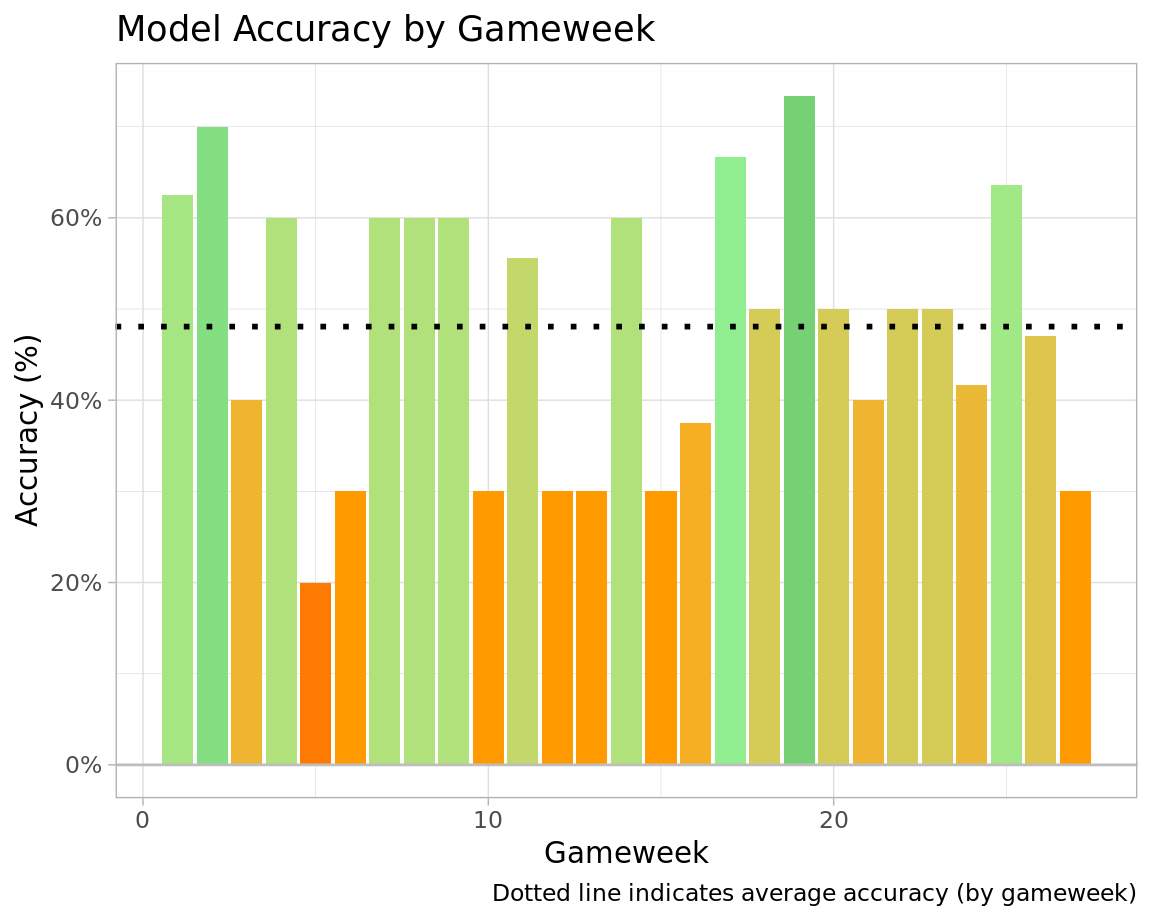 Model Accuracy by Gameweek
60%
40%
20%
0%
Accuracy (%)
0 10 20
Gameweek
Dotted line indicates average accuracy (by gameweek)